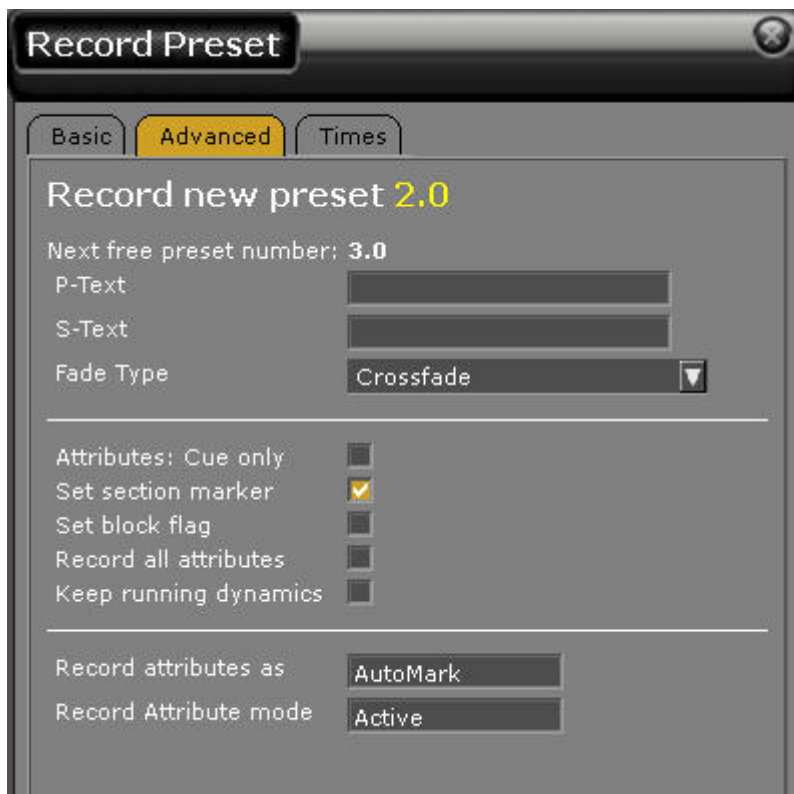 Record Preset
Basic Advanced Times
Record new preset 2.0
Next free preset number: 3.0
P-Text
S-Text
Fade Type Crossfade
Attributes: Cue only
Set section marker
Set block flag
Record all attributes
Keep running dynamics
Record attributes as AutoMark
Record Attribute mode Active